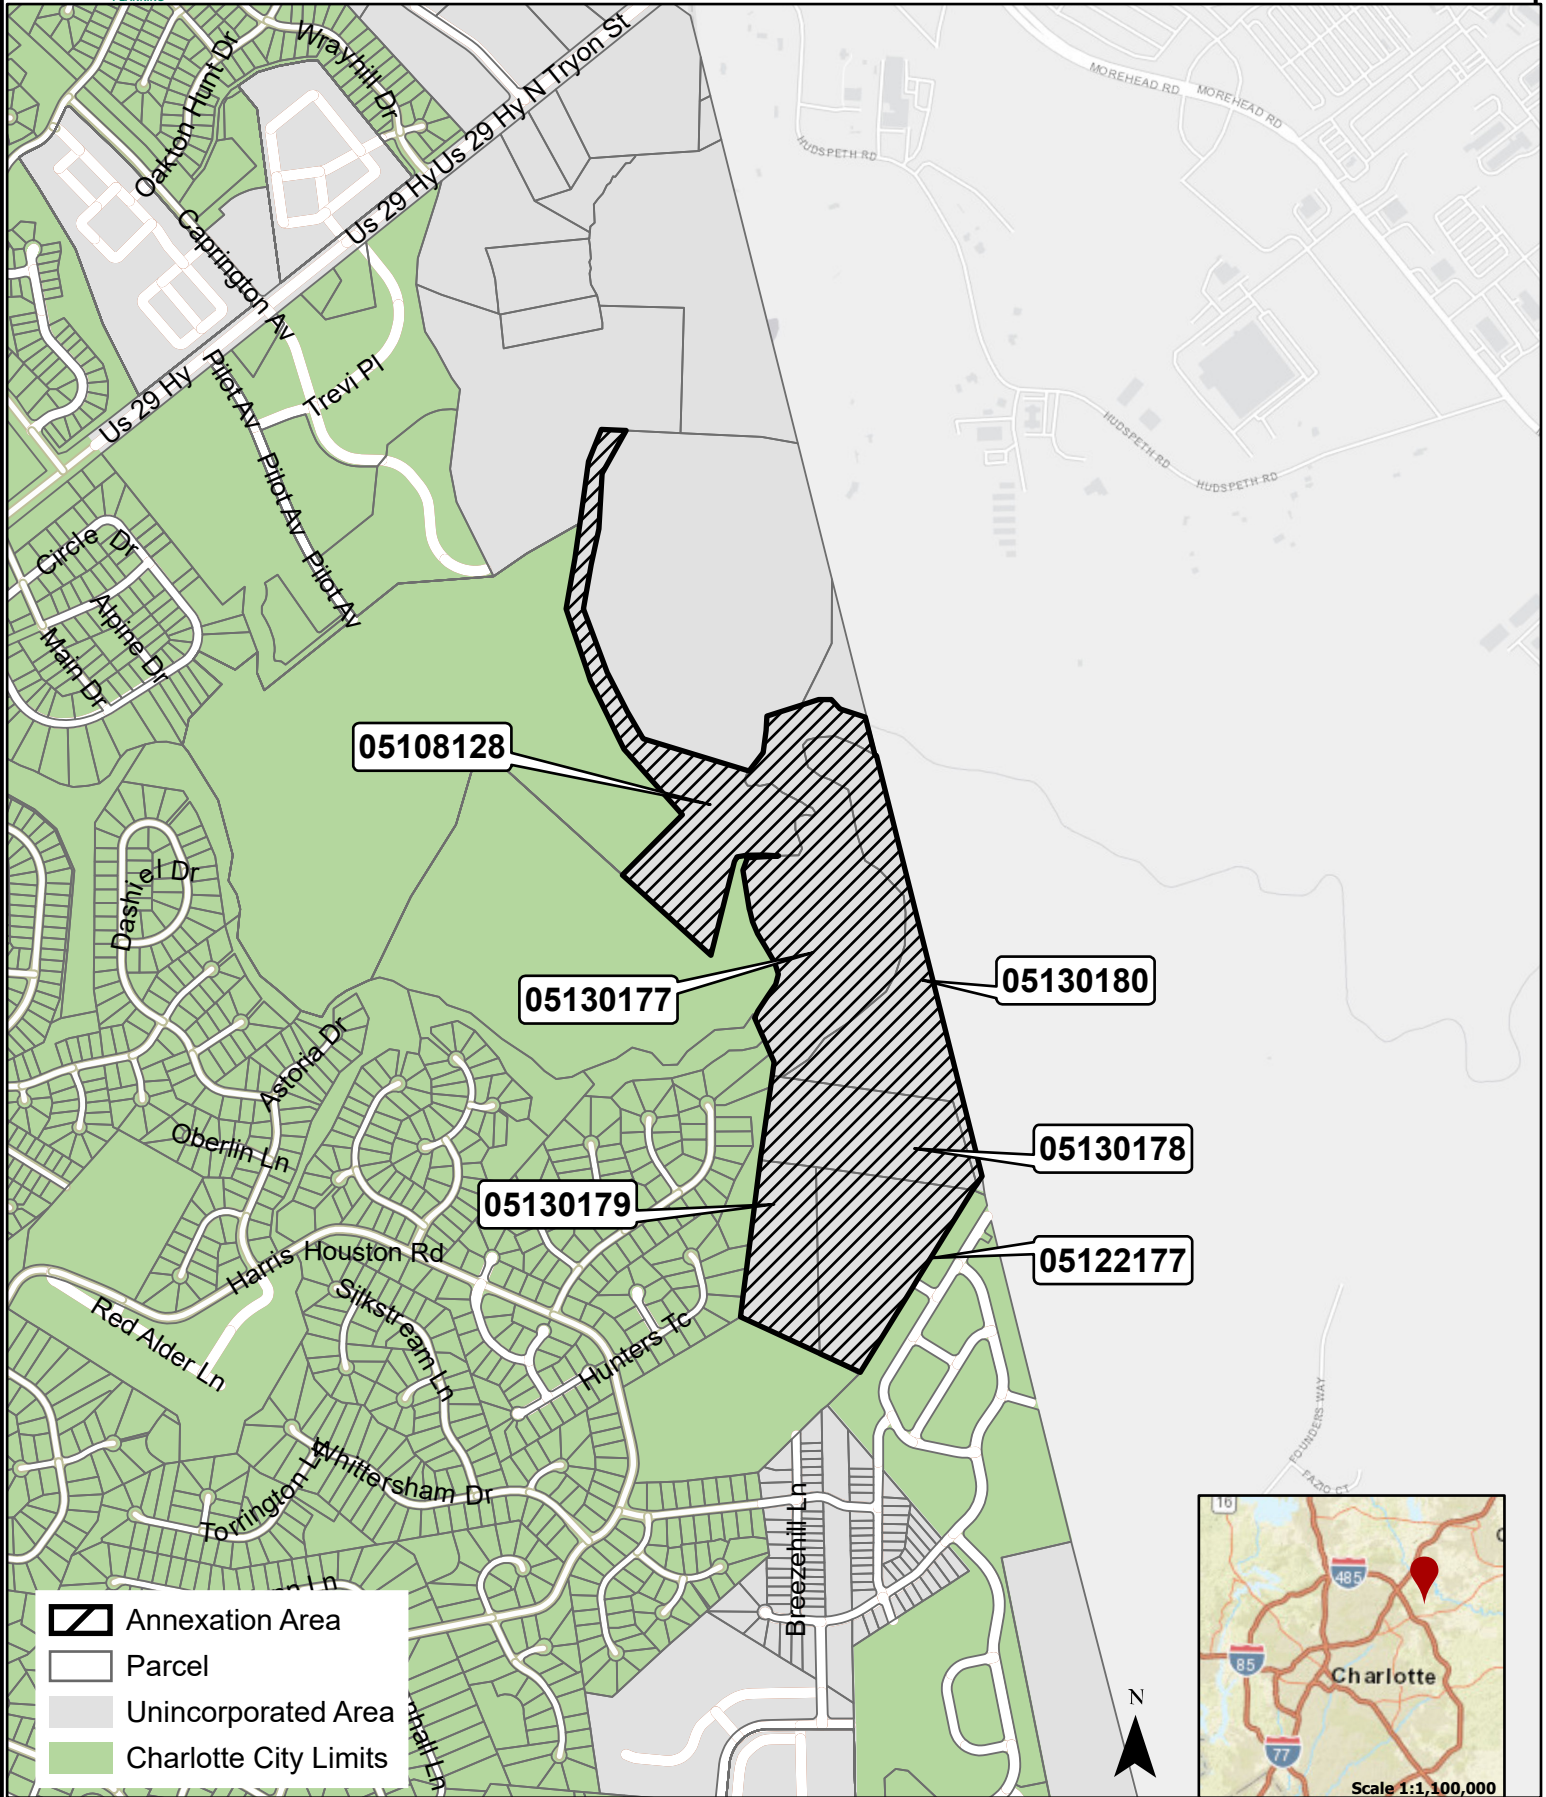 Wrayhill Dr
Oakton Hunt Dr
Us 29 Hy N Tryon St
Us 29 Hy
Caprington Av
Us 29 Hy
Pilot Av
Trevi Pl
Pilot Av
Pilot Av
MOREHEAD RD
MOREHEAD RD
HUDSPETH RD
HUDSPETH RD
HUDSPETH RD
Circle Dr
Alpine Dr
Main Dr
05108128
Dashiel Dr
05130177
05130180
Astoria Dr
Oberlin Ln
05130178
05130179
Harris Houston Rd
05122177
Silkstream Ln
Red Alder Ln
Hunters Tc
FOUNDERS WAY
FAZIO CT
Whittersham Dr
Torrington Ln
Breezehill Ln
Annexation Area
Parcel
Unincorporated Area
Charlotte City Limits
N
16
485
85
Charlotte
77
Scale 1:1,100,000